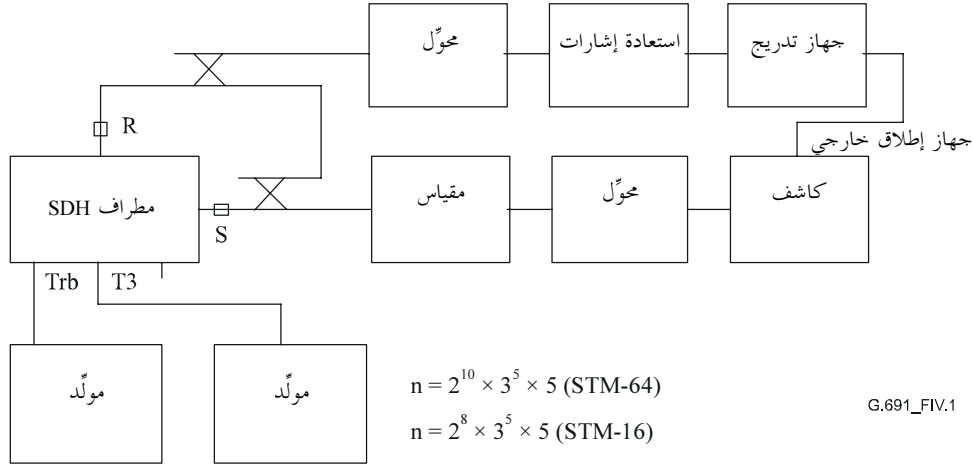 محوِّل
استعادة إشارات
جهاز تدريج
R
جهاز إطلاق خارجي
مطراف SDH
S
مقياس
محوِّل
كاشف
Trb
T3
مولِّد
مولِّد
n = 2^10 × 3^5 × 5 (STM-64)
n = 2^8 × 3^5 × 5 (STM-16)
G.691_FIV.1